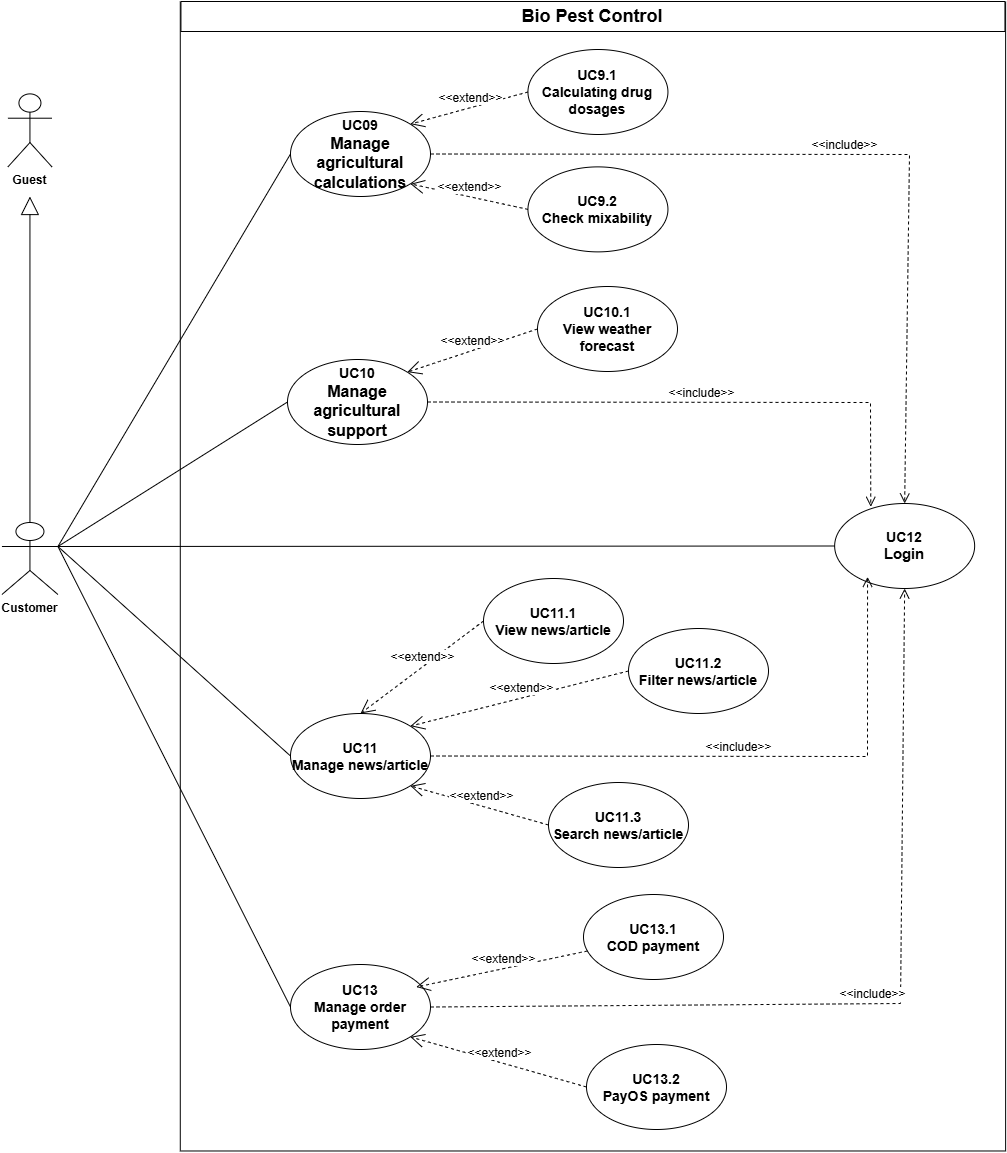 Bio Pest Control
Guest
Customer
UC09
Manage
agricultural
calculations
<<extend>>
UC9.1
Calculating drug
dosages
<<include>>
<<extend>>
UC9.2
Check mixability
UC10
Manage
agricultural
support
<<extend>>
UC10.1
View weather
forecast
<<include>>
UC12
Login
UC11.1
View news/article
<<extend>>
UC11.2
Filter news/article
<<extend>>
UC11
Manage news/article
<<include>>
<<extend>>
UC11.3
Search news/article
UC13.1
COD payment
<<extend>>
UC13
Manage order
payment
<<include>>
<<extend>>
UC13.2
PayOS payment